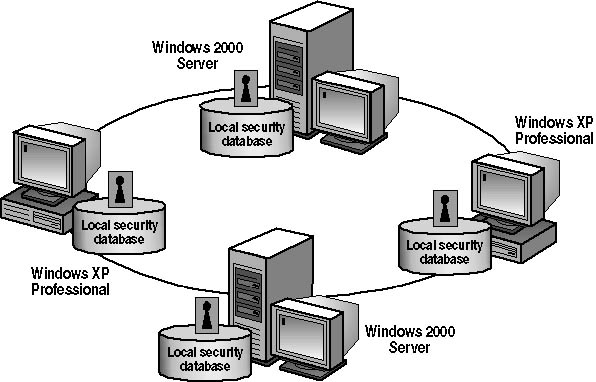 Windows 2000
Server
Local security
database
Windows XP
Professional
Local security
database
Windows XP
Professional
Local security
database
Local security
database
Windows 2000
Server